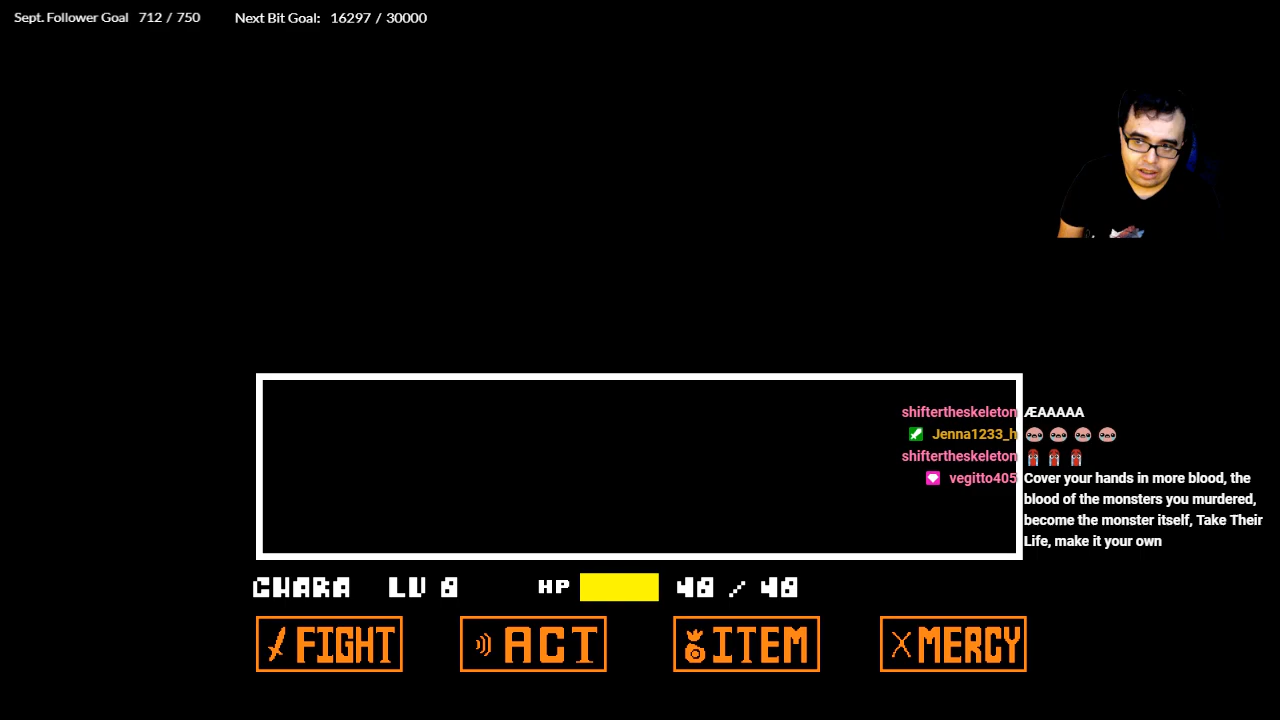 Sept. Follower Goal 712 / 750 Next Bit Goal: 16297 / 30000
shiftertheskeleton ÆAAAAA
Jenna1233_h
shiftertheskeleton
vegitto405 Cover your hands in more blood, the
blood of the monsters you murdered,
become the monster itself, Take Their
Life, make it your own
CHARA LV 8 HP 48 / 48
FIGHT ACT ITEM MERCY